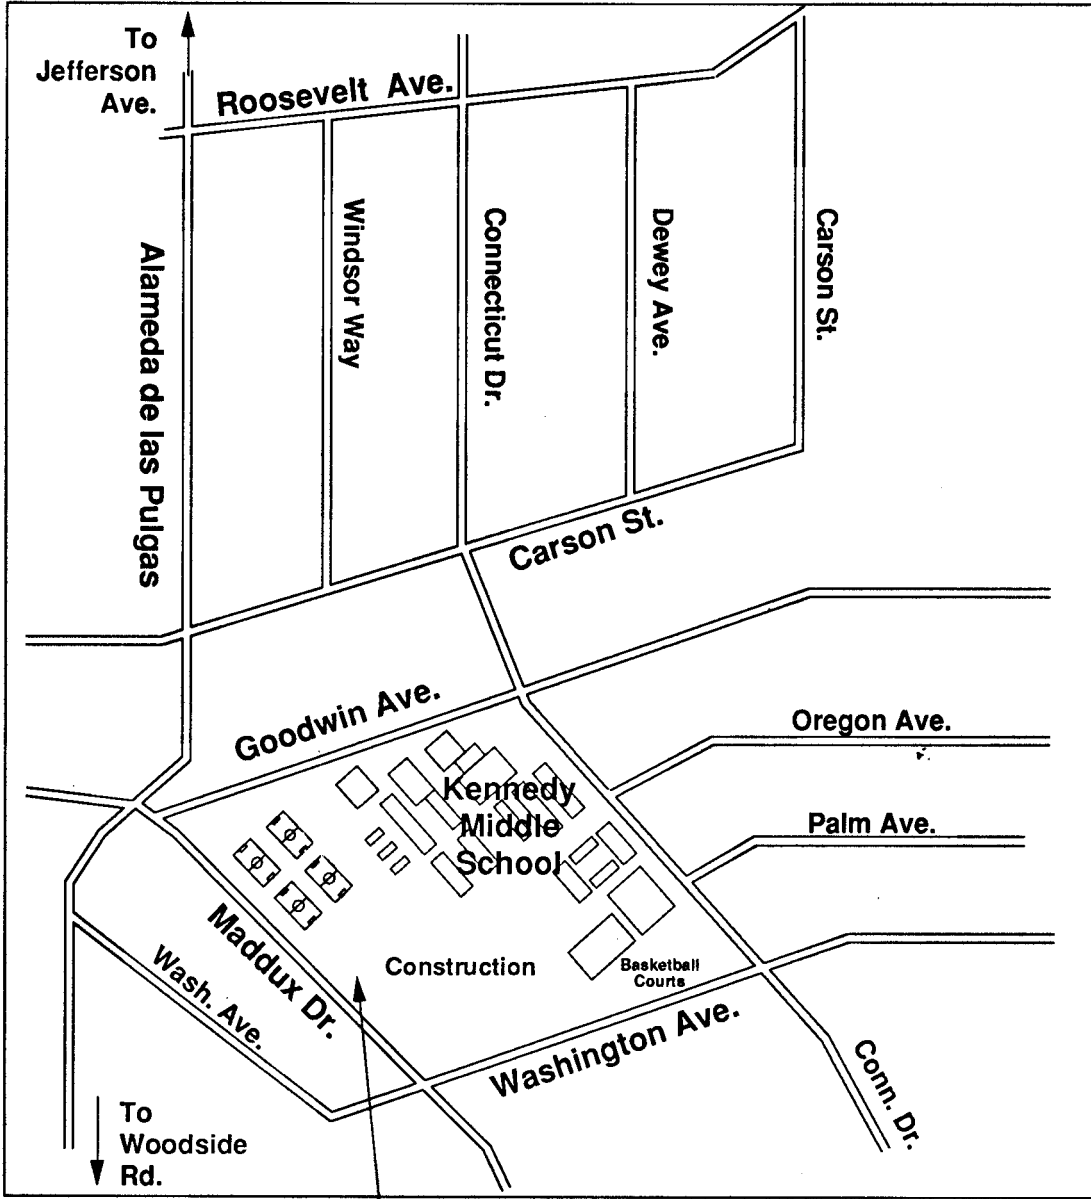 To
Jefferson
Ave.
Roosevelt Ave.
Alameda de las Pulgas
Windsor Way
Connecticut Dr.
Dewey Ave.
Carson St.
Carson St.
Goodwin Ave.
Oregon Ave.
Kennedy
Middle
School
Palm Ave.
Maddux Dr.
Wash. Ave.
Construction
Basketball
Courts
Washington Ave.
Conn. Dr.
To
Woodside
Rd.